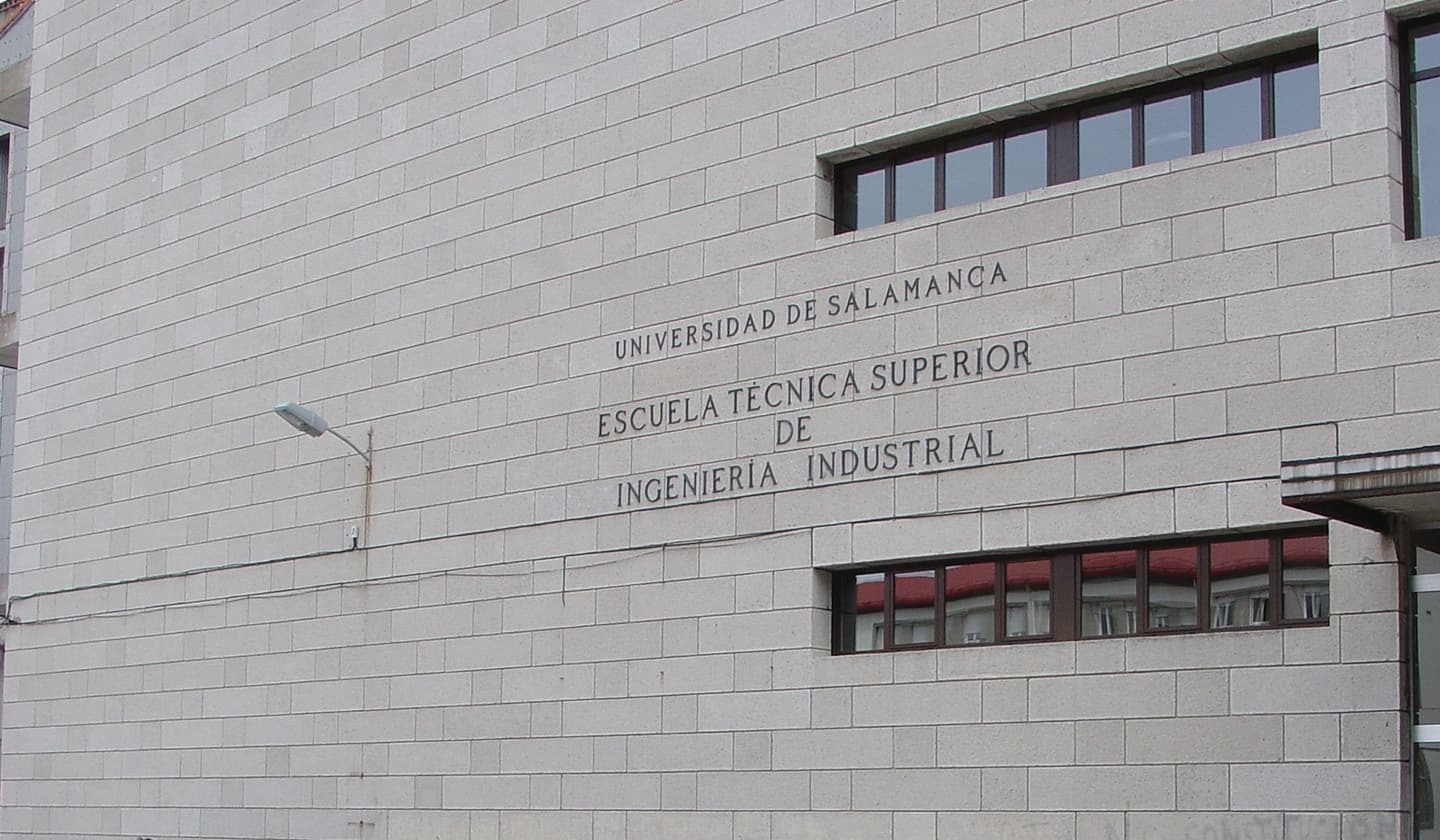 UNIVERSIDAD DE SALAMANCA
ESCUELA TÉCNICA SUPERIOR
DE
INGENIERÍA INDUSTRIAL